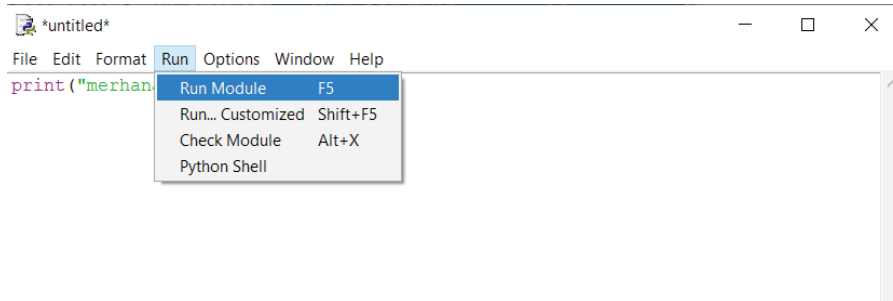 *untitled*
File Edit Format Run Options Window Help
print("merhan
Run Module F5
Run... Customized Shift+F5
Check Module Alt+X
Python Shell